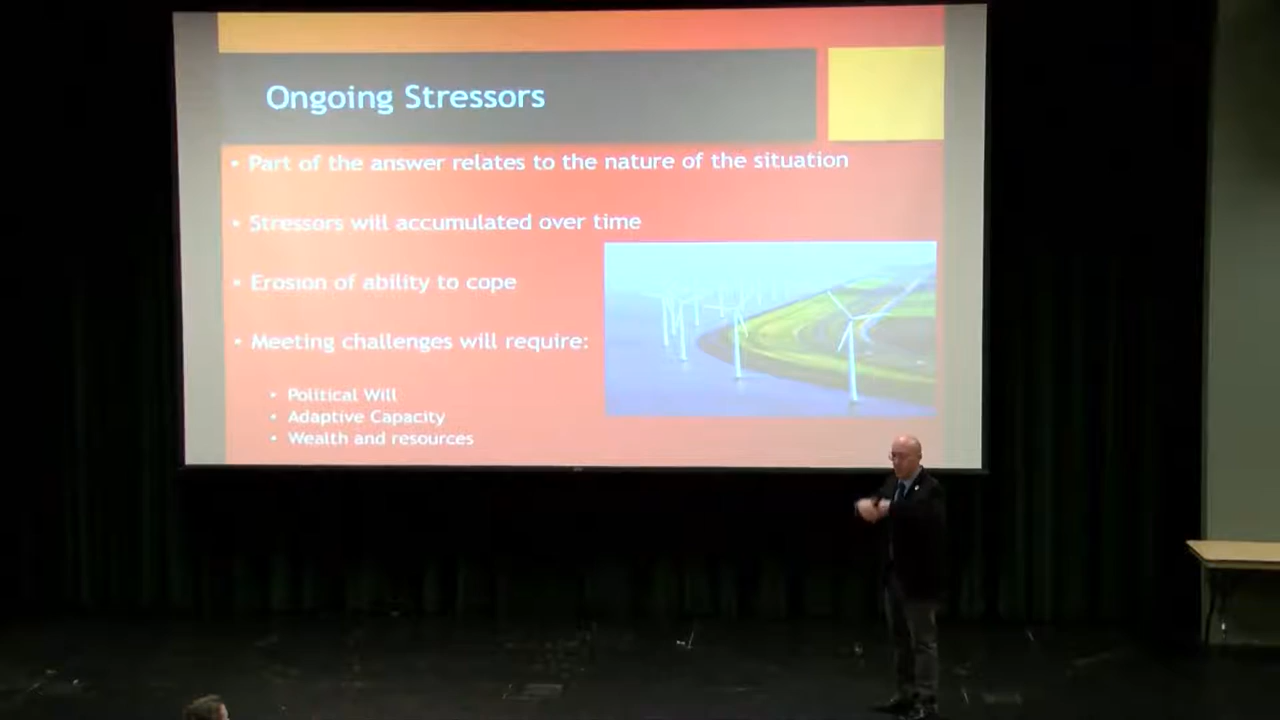 Ongoing Stressors
• Part of the answer relates to the nature of the situation
• Stressors will accumulated over time
• Erosion of ability to cope
• Meeting challenges will require:
• Political Will
• Adaptive Capacity
• Wealth and resources